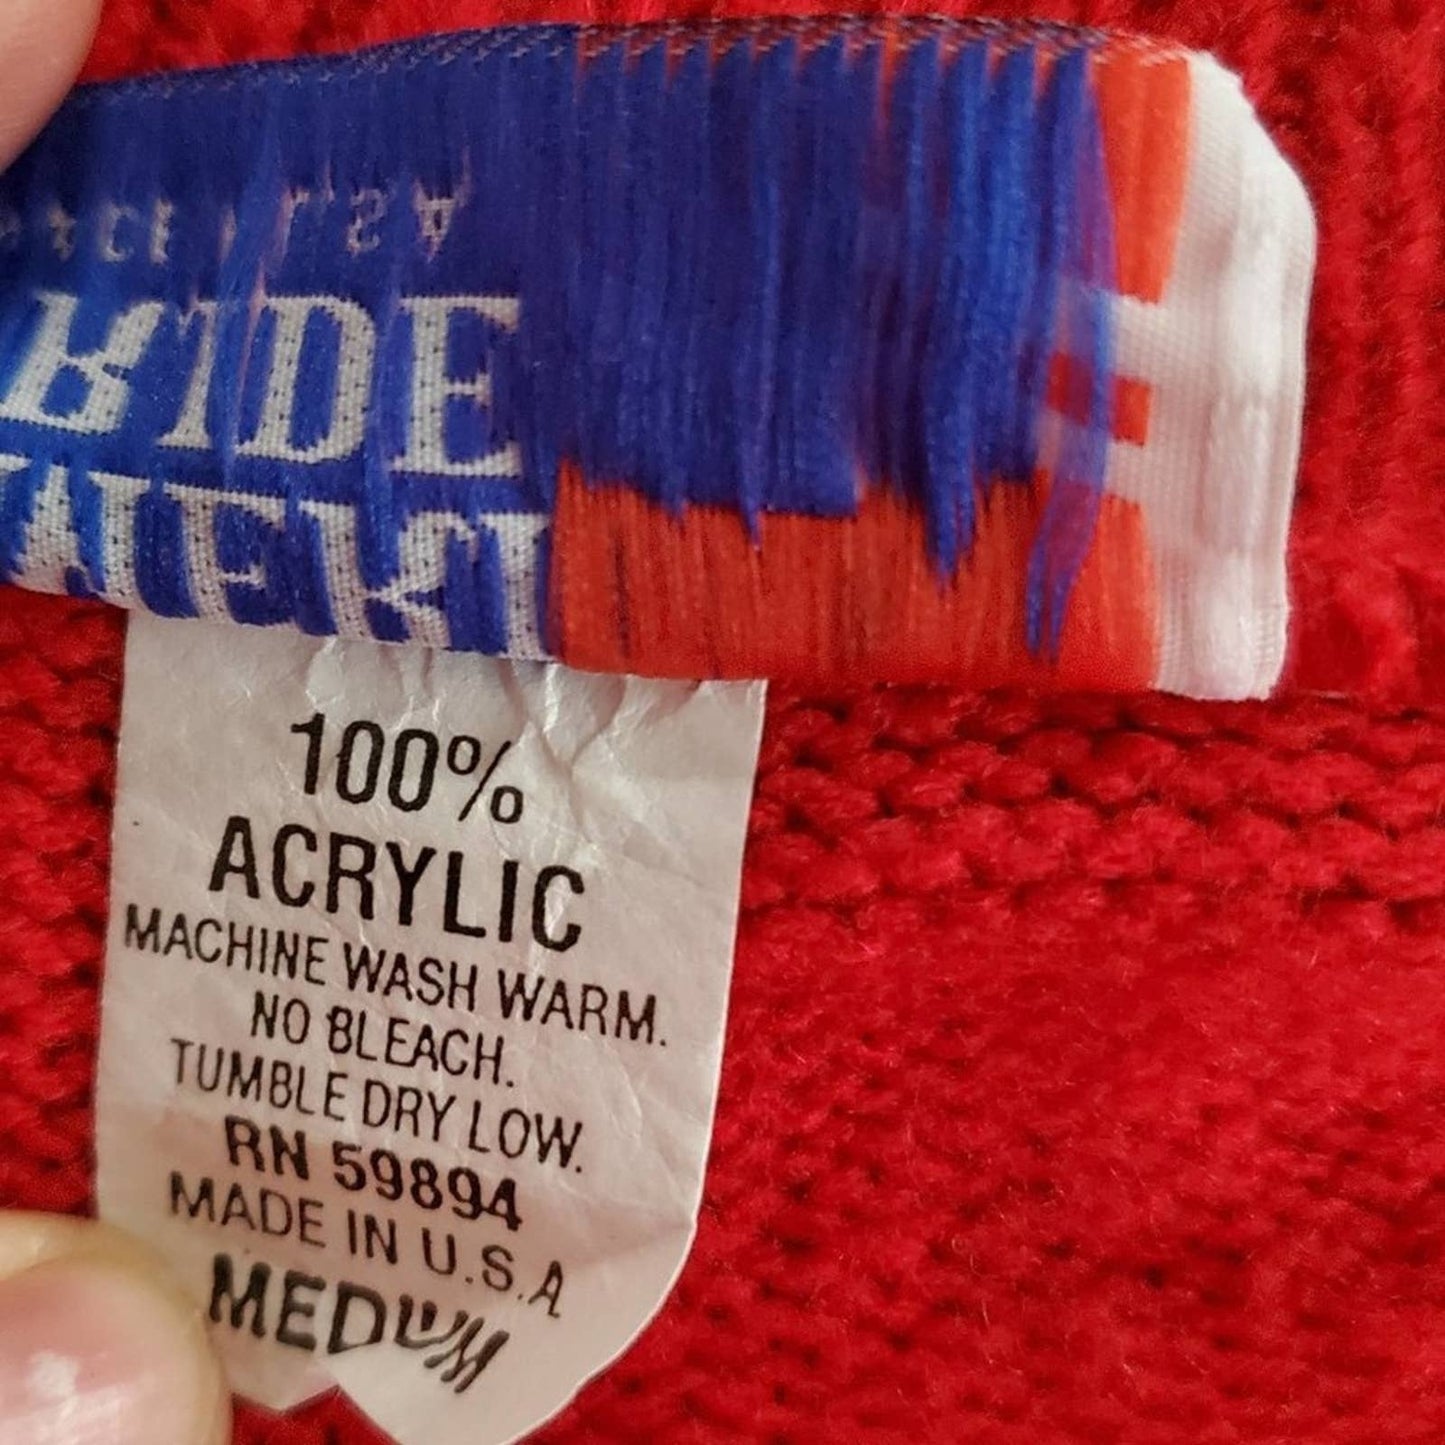 100%
ACRYLIC
MACHINE WASH WARM.
NO BLEACH.
TUMBLE DRY LOW.
RN 59894
MADE IN U.S.A
MEDIUM